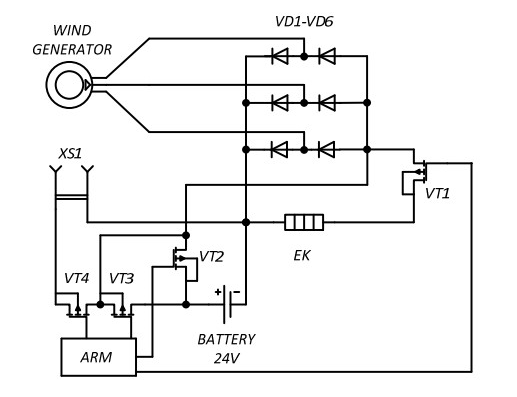 WIND
GENERATOR
VD1-VD6
XS1
VT1
EK
VT2
VT4
VT3
+
-
BATTERY
24V
ARM